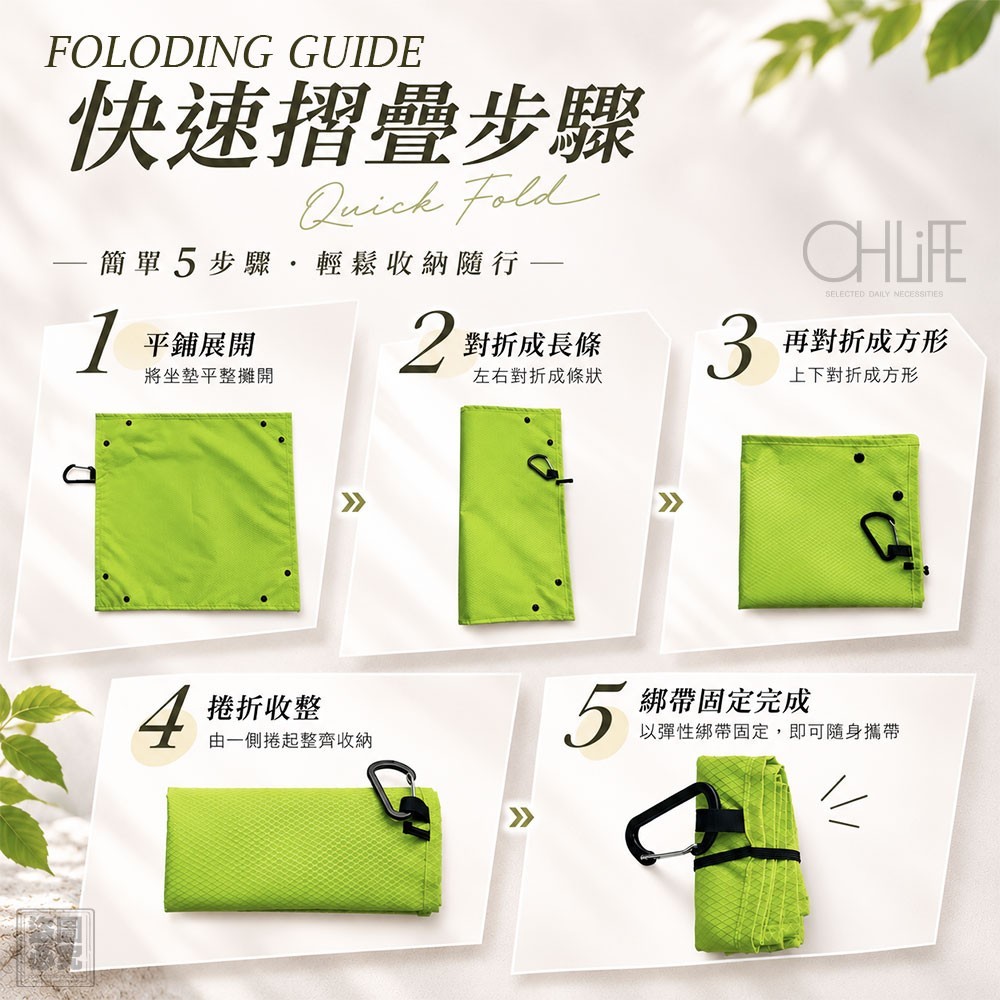 FOLODING GUIDE
快速摺疊步驟
Quick Fold
簡單5步驟·輕鬆收納隨行
CHLiFE
SELECTED DAILY NECESSITIES
1 平鋪展開
將坐墊平整攤開
2 對折成長條
左右對折成條狀
3 再對折成方形
上下對折成方形
4 捲折收整
由一側捲起整齊收納
5 綁帶固定完成
以彈性綁帶固定，即可隨身攜帶
盜圖必究